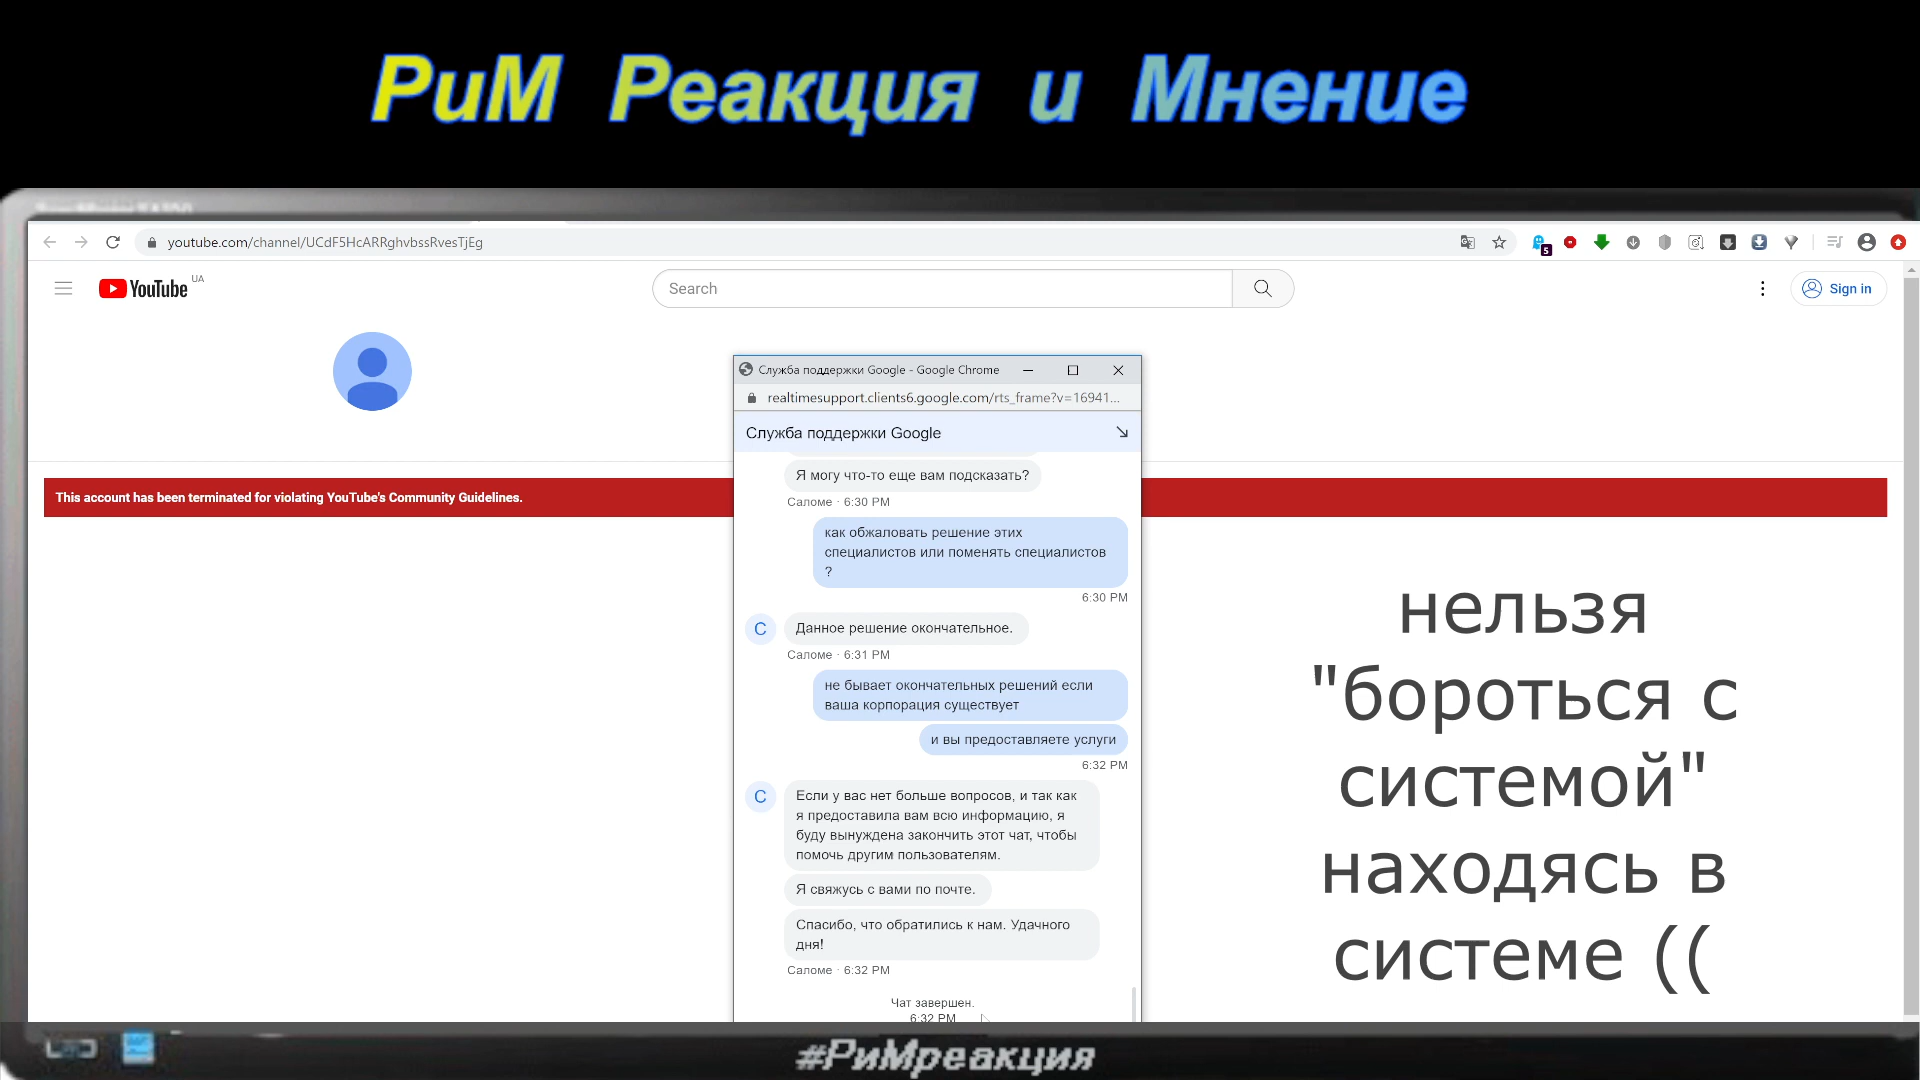 РиМ Реакция и Мнение
youtube.com/channel/UCdF5HcARRghvbssRvesTjEg
5
YouTube UA
Search
Sign in
Служба поддержки Google - Google Chrome
realtimesupport.clients6.google.com/rts_frame?v=16941...
Служба поддержки Google
Я могу что-то еще вам подсказать?
Саломе · 6:30 PM
This account has been terminated for violating YouTube's Community Guidelines.
как обжаловать решение этих
специалистов или поменять специалистов
?
6:30 PM
С
Данное решение окончательное.
Саломе · 6:31 PM
не бывает окончательных решений если
ваша корпорация существует
и вы предоставляете услуги
6:32 PM
С
Если у вас нет больше вопросов, и так как
я предоставила вам всю информацию, я
буду вынуждена закончить этот чат, чтобы
помочь другим пользователям.
Я свяжусь с вами по почте.
Спасибо, что обратились к нам. Удачного
дня!
Саломе · 6:32 PM
Чат завершен.
6:32 PM
нельзя
"бороться с
системой"
находясь в
системе ((
#РиМреакция